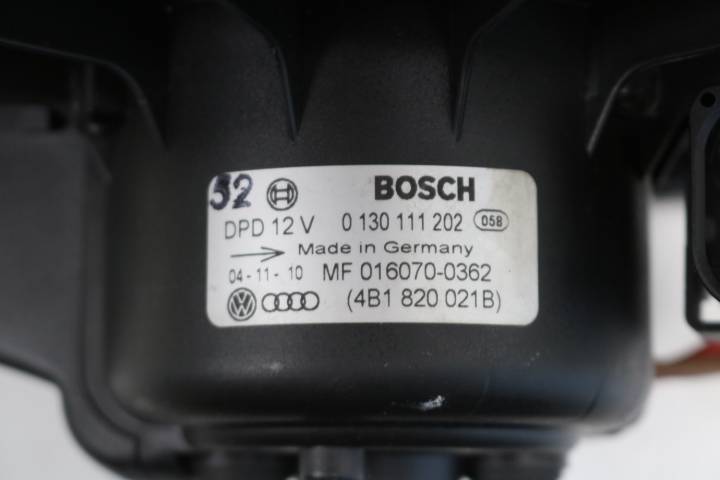 52 BOSCH
DPD 12 V 0 130 111 202 058
Made in Germany
04-11-10 MF 016070-0362
(4B1 820 021B)